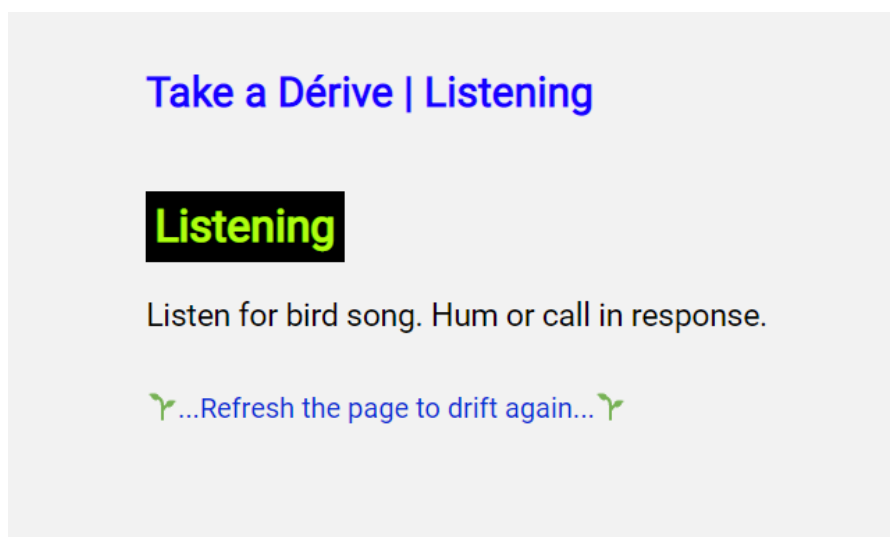 Take a Dérive | Listening
Listening
Listen for bird song. Hum or call in response.
🌱...Refresh the page to drift again...🌱